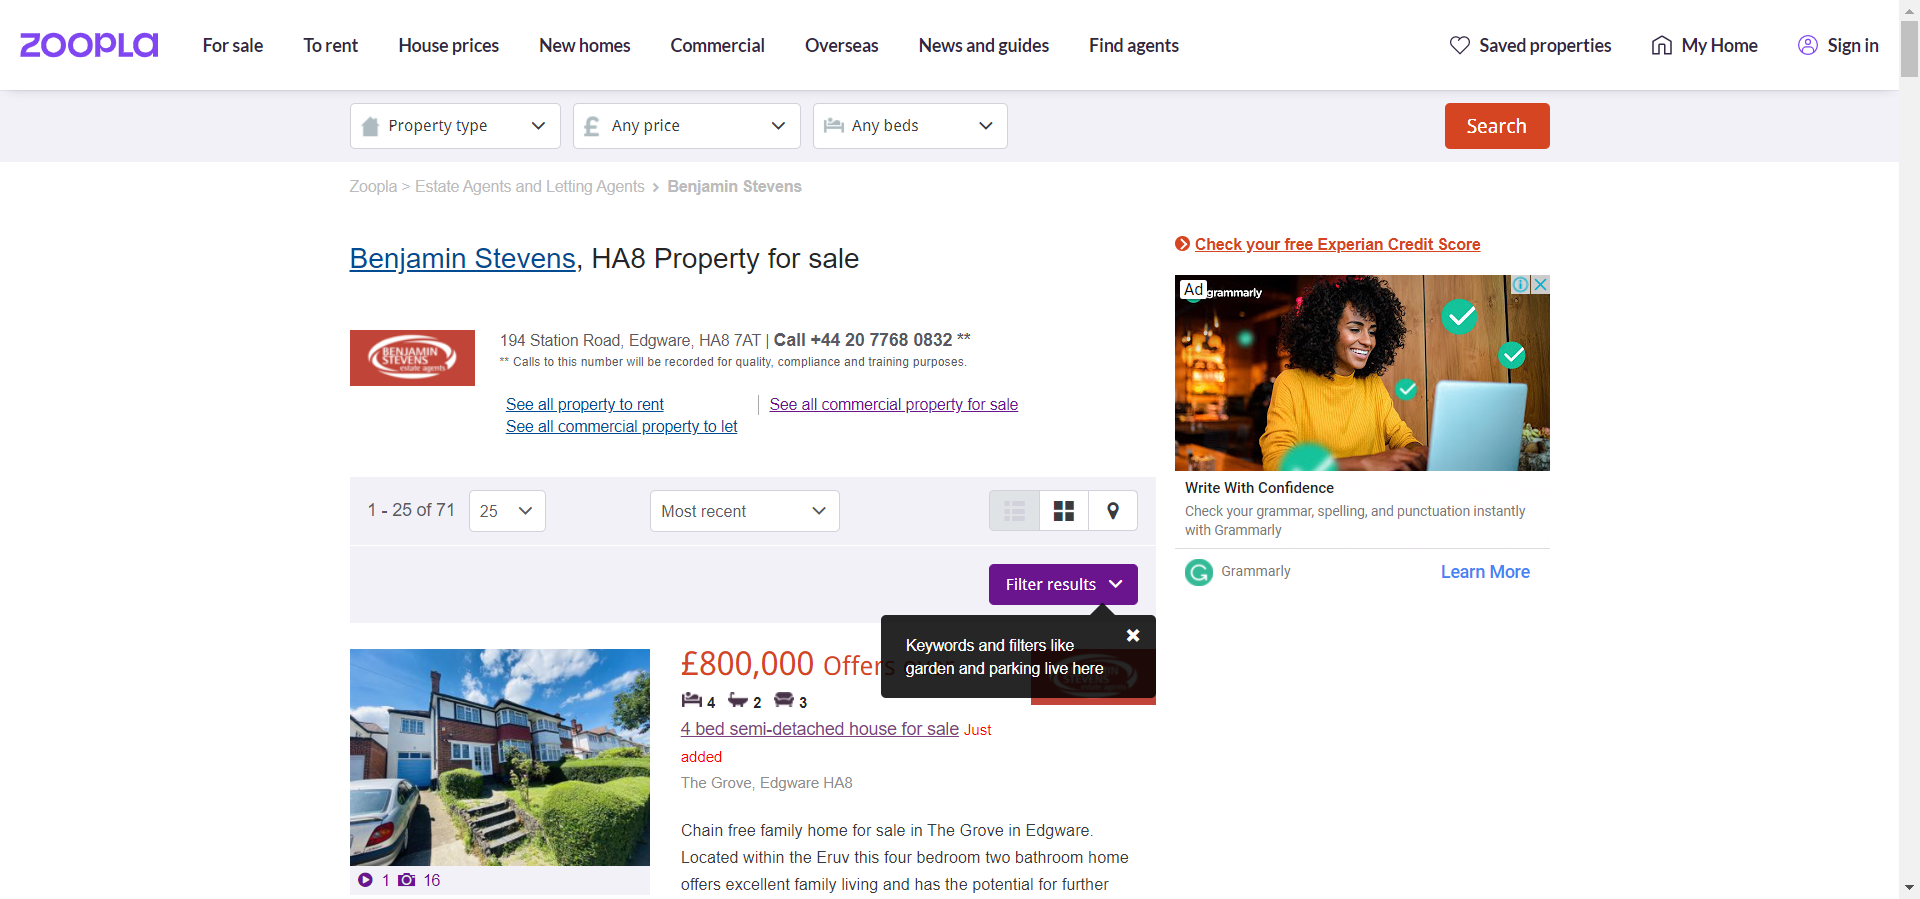 ZOOPLA
For sale
To rent
House prices
New homes
Commercial
Overseas
News and guides
Find agents
Saved properties
My Home
Sign in
Property type
Any price
Any beds
Search
Zoopla > Estate Agents and Letting Agents > Benjamin Stevens
Benjamin Stevens, HA8 Property for sale
BENJAMIN
STEVENS
estate agents
194 Station Road, Edgware, HA8 7AT | Call +44 20 7768 0832 **
** Calls to this number will be recorded for quality, compliance and training purposes.
See all property to rent
See all commercial property for sale
See all commercial property to let
1 - 25 of 71
25
Most recent
Filter results
Keywords and filters like
garden and parking live here
£800,000 Offers
4 2 3
4 bed semi-detached house for sale Just
added
The Grove, Edgware HA8
Chain free family home for sale in The Grove in Edgware.
Located within the Eruv this four bedroom two bathroom home
offers excellent family living and has the potential for further
1 16
Check your free Experian Credit Score
Ad
grammarly
Write With Confidence
Check your grammar, spelling, and punctuation instantly
with Grammarly
Grammarly
Learn More